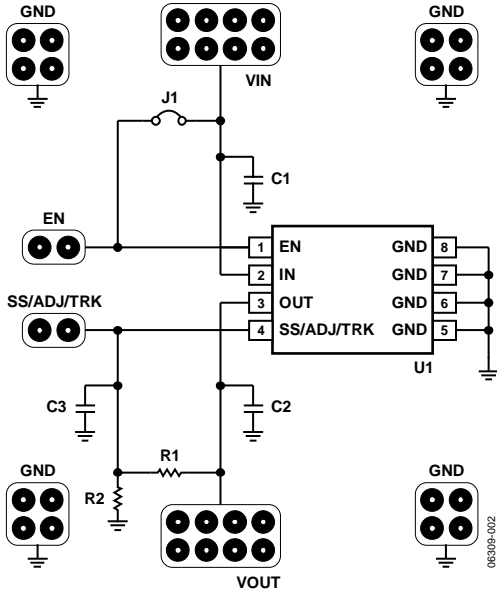 GND
GND
VIN
J1
C1
EN
1 EN GND 8
2 IN GND 7
SS/ADJ/TRK
3 OUT GND 6
4 SS/ADJ/TRK GND 5
U1
C3
C2
R1
GND
GND
R2
VOUT
06309-002